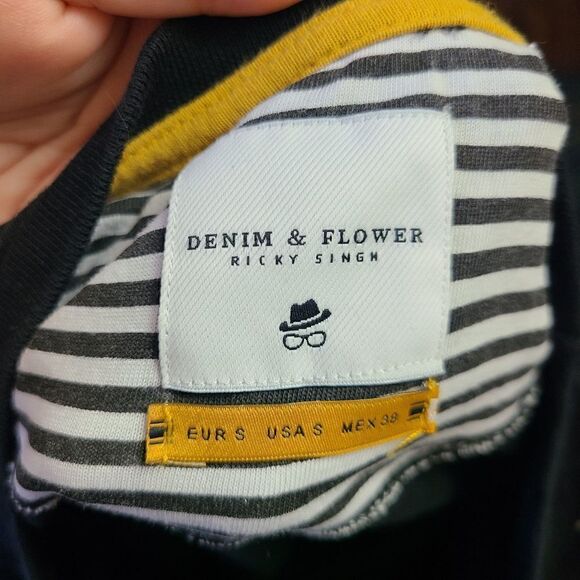 DENIM & FLOWER
RICKY SINGH
EUR S USA S MEX 38